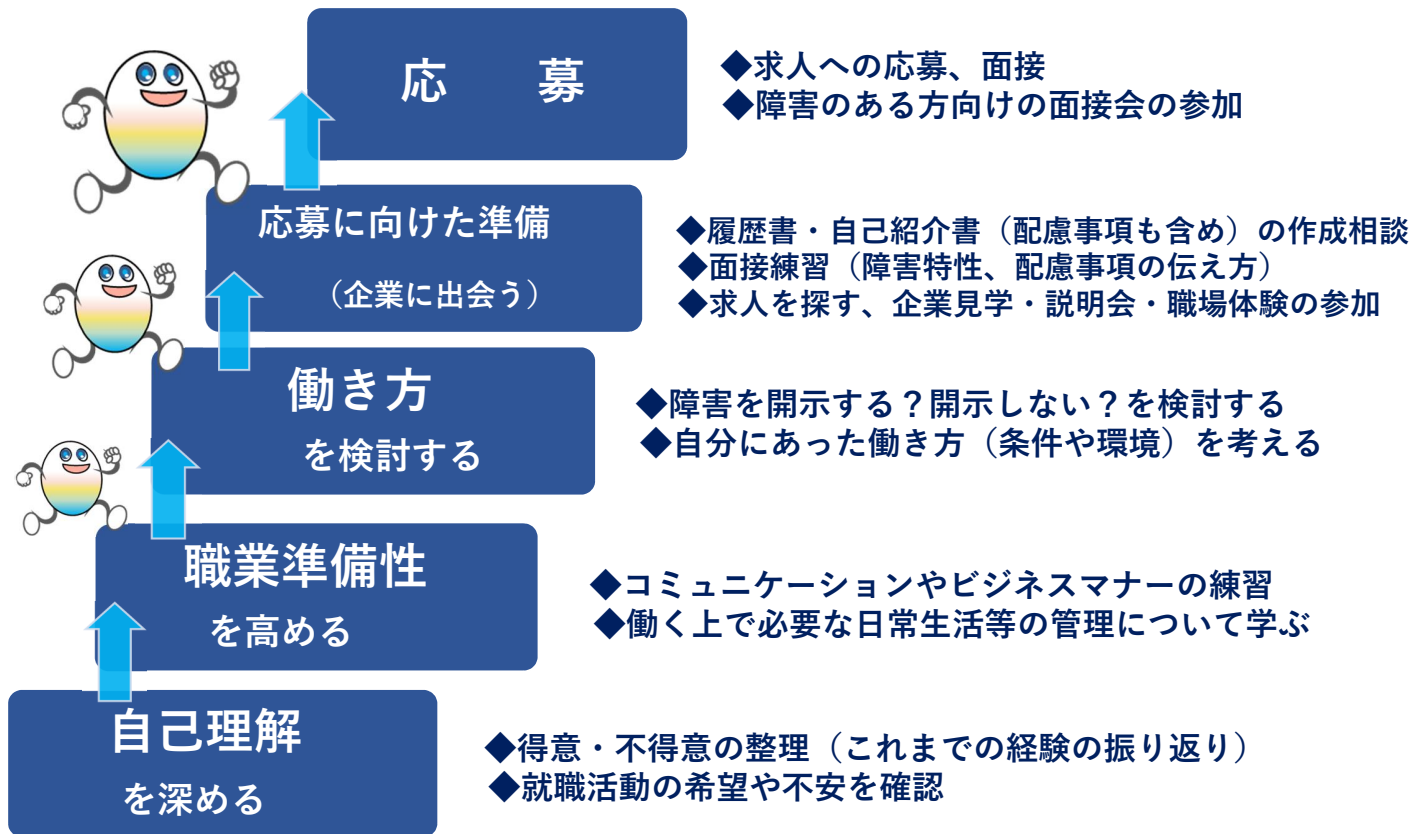 応　募
◆求人への応募、面接
◆障害のある方向けの面接会の参加
応募に向けた準備
（企業に出会う）
◆履歴書・自己紹介書（配慮事項も含め）の作成相談
◆面接練習（障害特性、配慮事項の伝え方）
◆求人を探す、企業見学・説明会・職場体験の参加
働き方
を検討する
◆障害を開示する？開示しない？を検討する
◆自分にあった働き方（条件や環境）を考える
職業準備性
を高める
◆コミュニケーションやビジネスマナーの練習
◆働く上で必要な日常生活等の管理について学ぶ
自己理解
を深める
◆得意・不得意の整理（これまでの経験の振り返り）
◆就職活動の希望や不安を確認